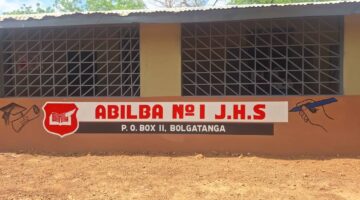 ABILBA Nº1 J.H.S
P. O. BOX 11, BOLGATANGA